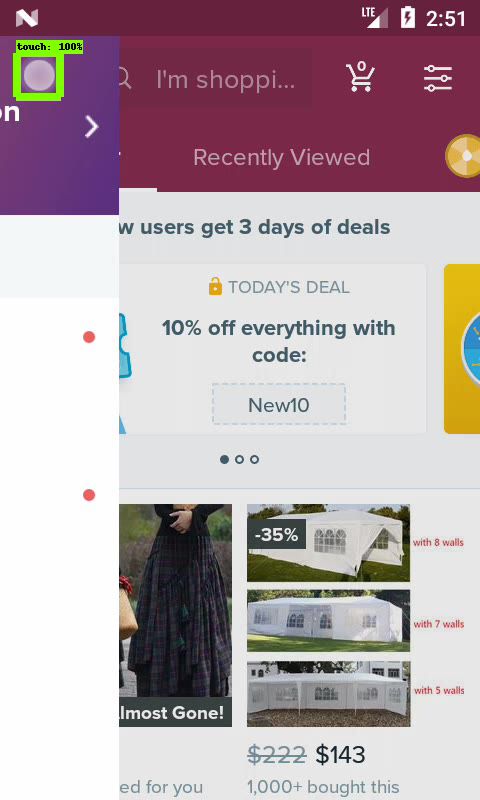 LTE 2:51
touch: 100%
on
I'm shoppi...
0
Recently Viewed
w users get 3 days of deals
TODAY'S DEAL
10% off everything with
code:
New10
-35%
with 8 walls
with 7 walls
with 5 walls
lmost Gone!
$222 $143
ed for you
1,000+ bought this